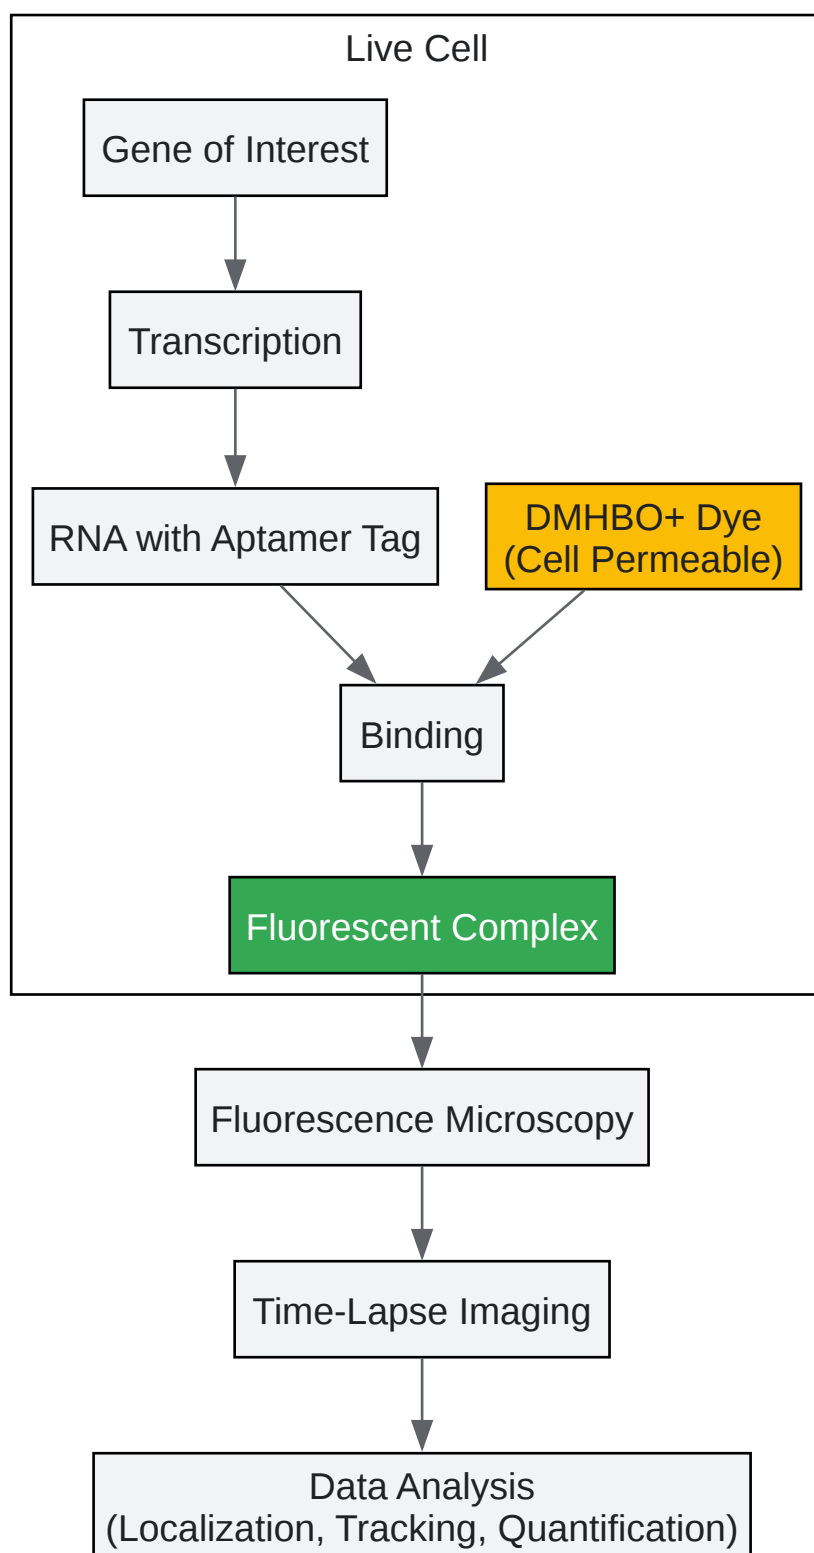 Live Cell
Gene of Interest
Transcription
RNA with Aptamer Tag
DMHBO+ Dye
(Cell Permeable)
Binding
Fluorescent Complex
Fluorescence Microscopy
Time-Lapse Imaging
Data Analysis
(Localization, Tracking, Quantification)